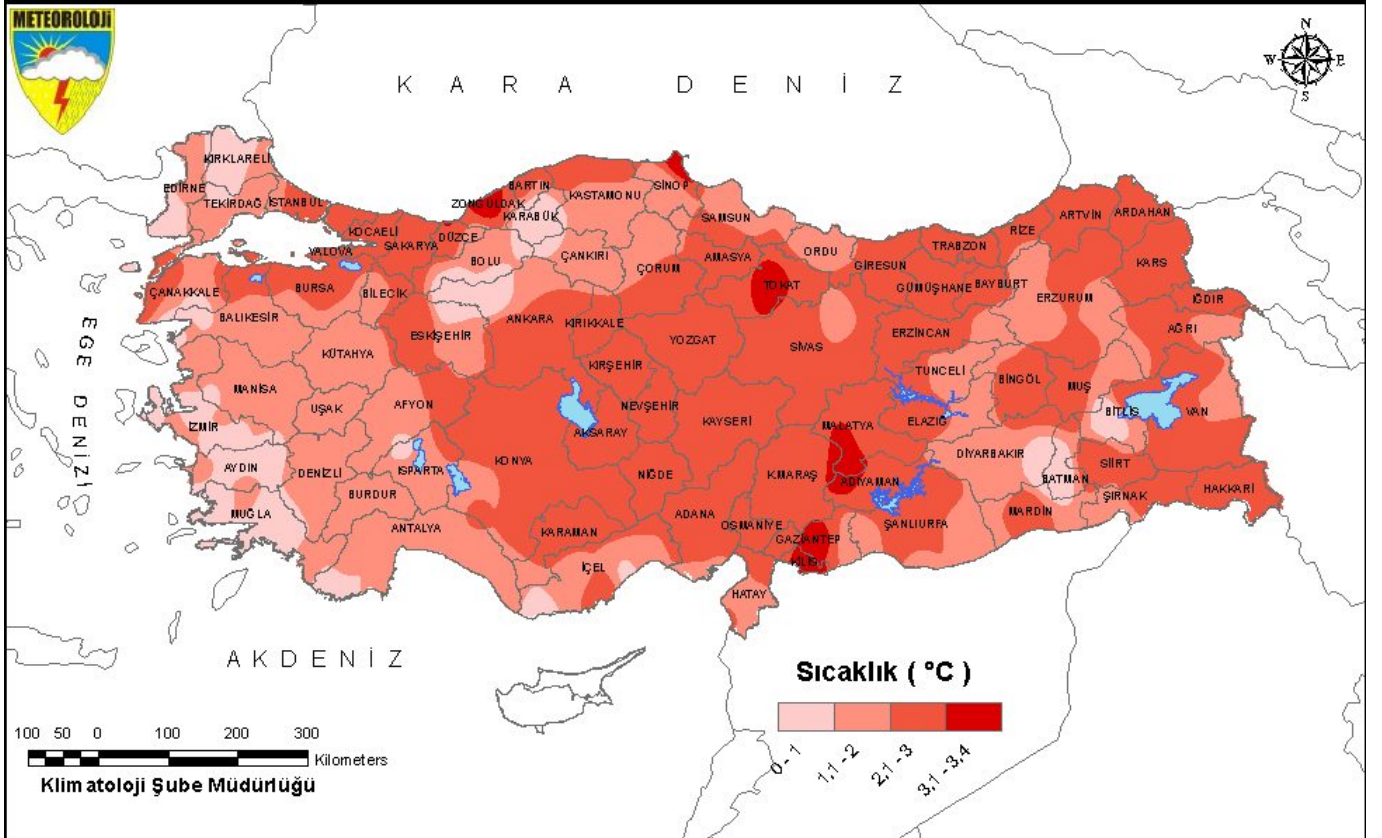 METEOROLOJİ
N
W E
S
K A R A D E N İ Z
KIRKLARELİ
EDİRNE
TEKİRDAĞ
İSTANBUL
KOCAELİ
YALOVA
SAKARYA
DÜZCE
ZONGULDAK
BARTIN
KARABÜK
KASTAMONU
SİNOP
SAMSUN
ORDU
GİRESUN
TRABZON
RİZE
ARTVİN
ARDAHAN
KARS
IĞDIR
AĞRI
ERZURUM
BAYBURT
GÜMÜŞHANE
ERZİNCAN
TOKAT
AMASYA
ÇORUM
ÇANKIRI
BOLU
BİLECİK
BURSA
ÇANAKKALE
BALIKESİR
KÜTAHYA
ESKİŞEHİR
ANKARA
KIRIKKALE
YOZGAT
SİVAS
TUNCELİ
BİNGÖL
MUŞ
BİTLİS
VAN
ELAZIĞ
MALATYA
KAYSERİ
NEVŞEHİR
KIRŞEHİR
AKSARAY
KONYA
AFYON
UŞAK
MANİSA
İZMİR
AYDIN
DENİZLİ
ISPARTA
BURDUR
MUĞLA
ANTALYA
KARAMAN
NİĞDE
İÇEL
ADANA
OSMANİYE
K.MARAŞ
ADIYAMAN
GAZİANTEP
KİLİS
HATAY
ŞANLIURFA
DİYARBAKIR
MARDİN
BATMAN
SİİRT
ŞIRNAK
HAKKARİ
EGE DENİZİ
AKDENİZ
Sıcaklık ( °C )
0 - 1
1,1 - 2
2,1 - 3
3,1 - 3,4
100 50 0 100 200 300
Kilometers
Klimatoloji Şube Müdürlüğü